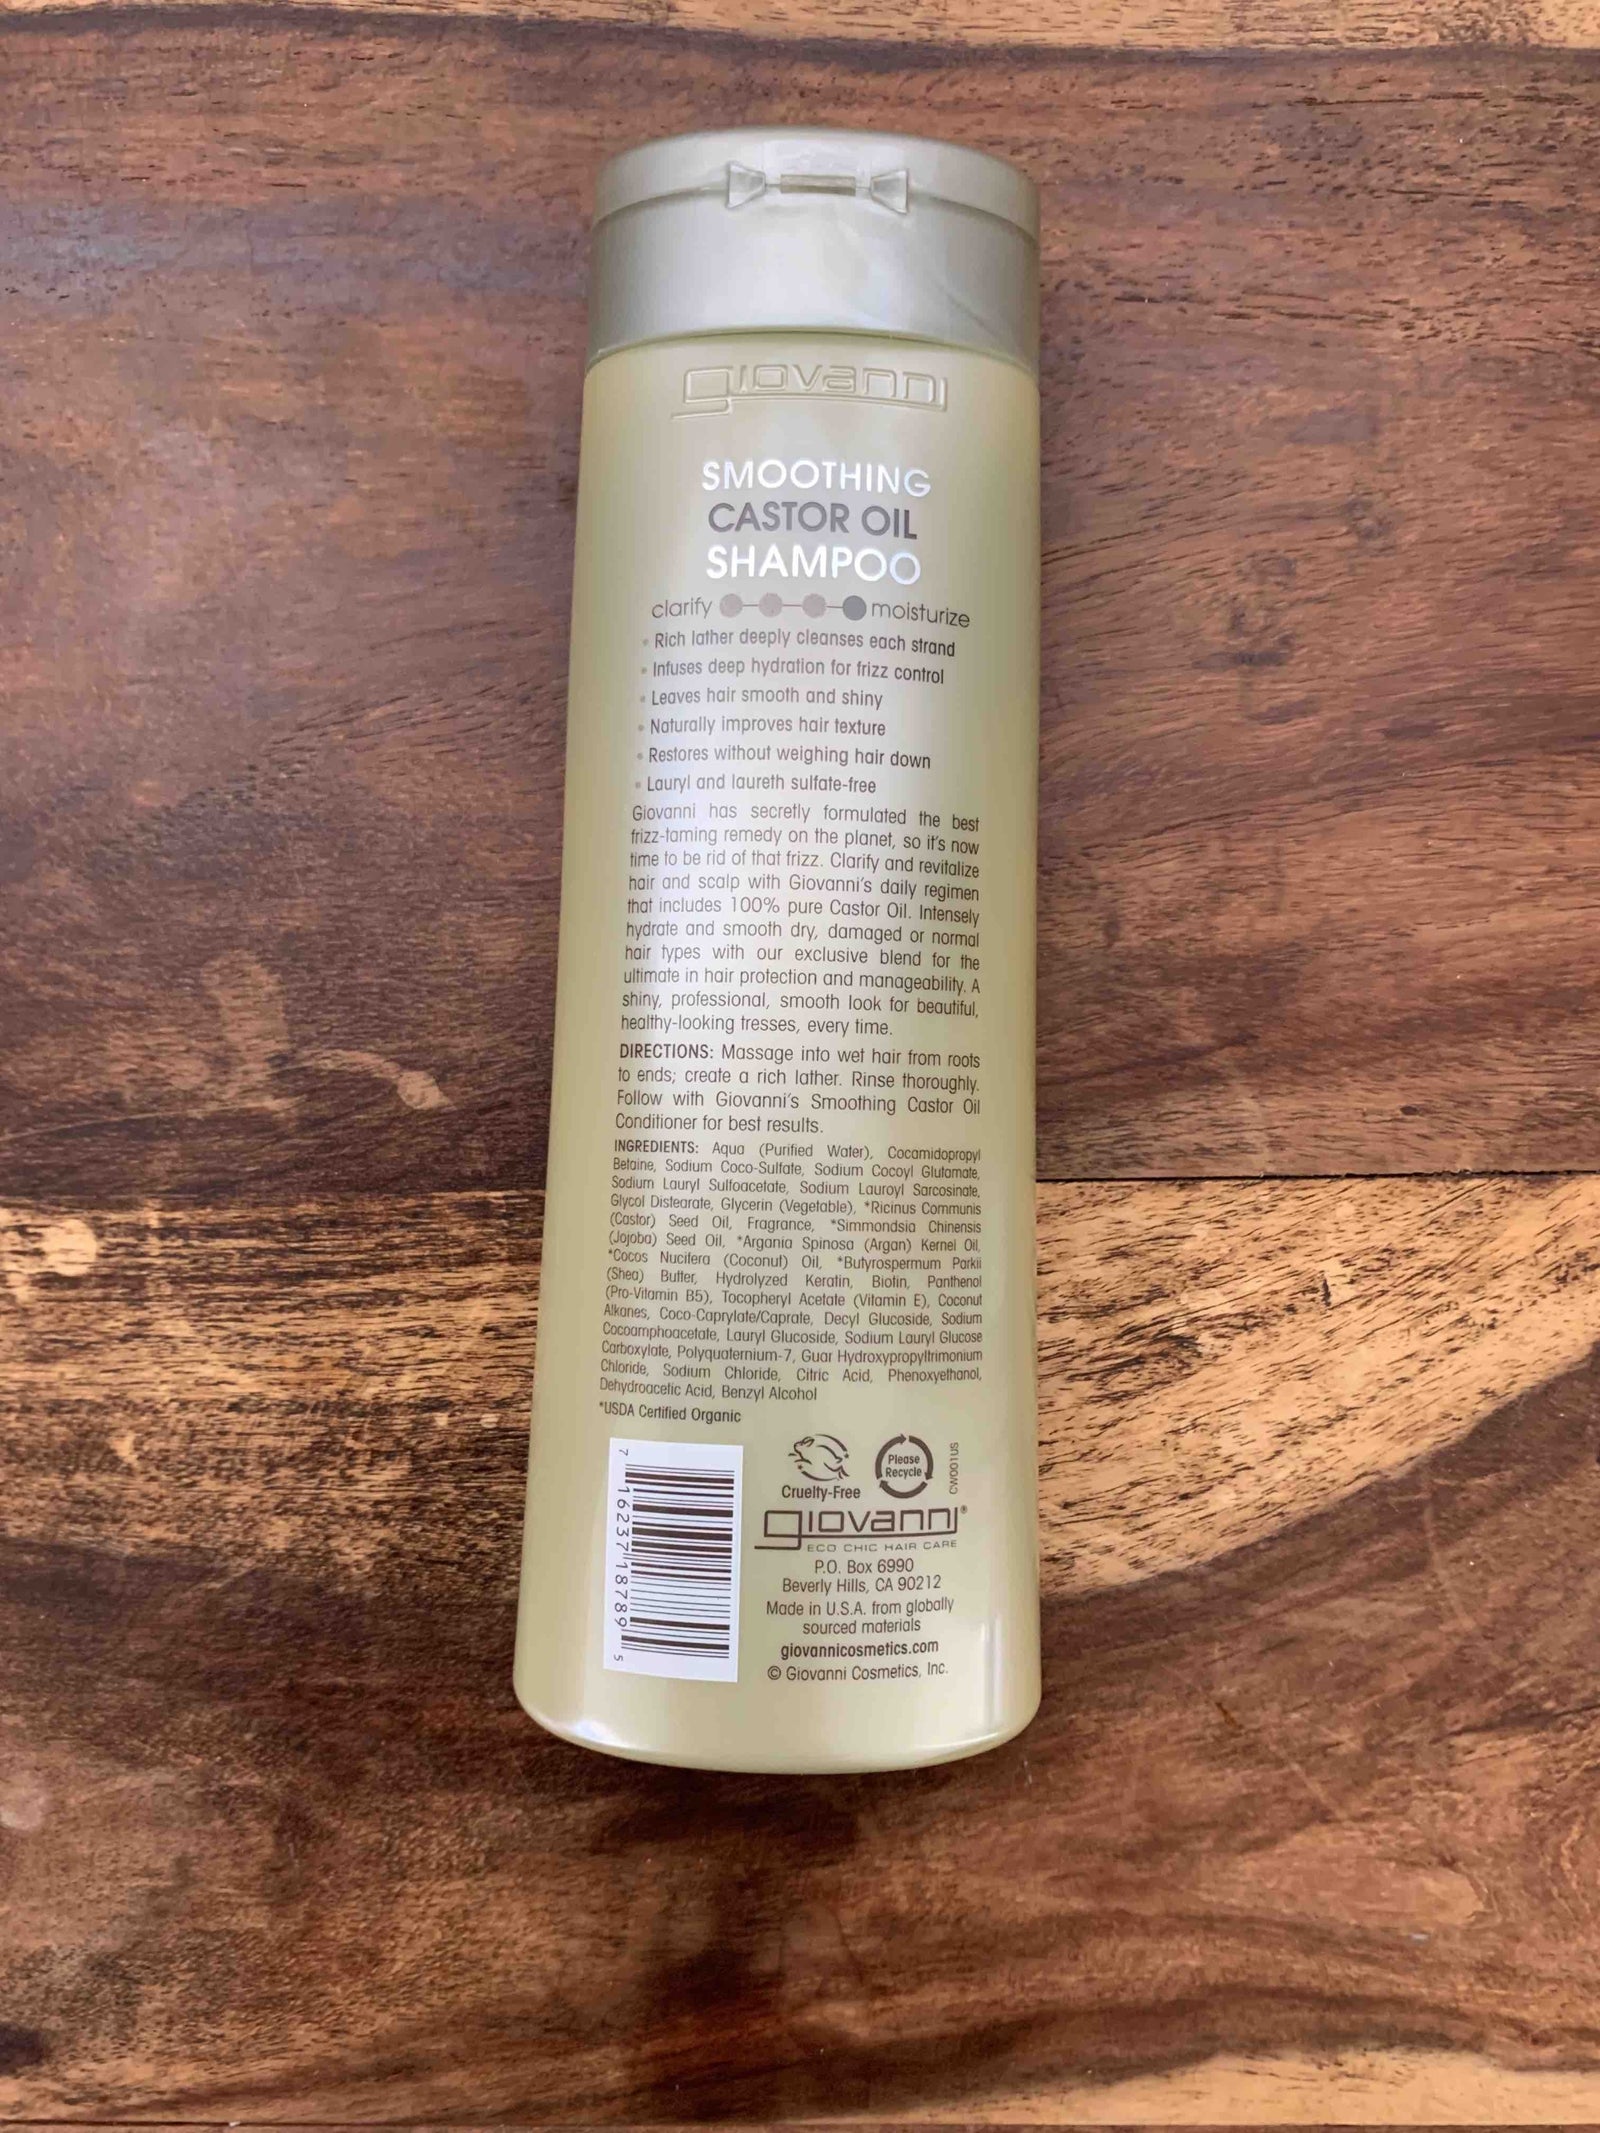 giovanni
SMOOTHING
CASTOR OIL
SHAMPOO
clarify moisturize
• Rich lather deeply cleanses each strand
• Infuses deep hydration for frizz control
• Leaves hair smooth and shiny
• Naturally improves hair texture
• Restores without weighing hair down
• Lauryl and laureth sulfate-free
Giovanni has secretly formulated the best
frizz-taming remedy on the planet, so it's now
time to be rid of that frizz. Clarify and revitalize
hair and scalp with Giovanni's daily regimen
that includes 100% pure Castor Oil. Intensely
hydrate and smooth dry, damaged or normal
hair types with our exclusive blend for the
ultimate in hair protection and manageability. A
shiny, professional, smooth look for beautiful,
healthy-looking tresses, every time.
DIRECTIONS: Massage into wet hair from roots
to ends; create a rich lather. Rinse thoroughly.
Follow with Giovanni's Smoothing Castor Oil
Conditioner for best results.
INGREDIENTS: Aqua (Purified Water), Cocamidopropyl
Betaine, Sodium Coco-Sulfate, Sodium Cocoyl Glutamate,
Sodium Lauryl Sulfoacetate, Sodium Lauroyl Sarcosinate,
Glycol Distearate, Glycerin (Vegetable), *Ricinus Communis
(Castor) Seed Oil, Fragrance, *Simmondsia Chinensis
(Jojoba) Seed Oil, *Argania Spinosa (Argan) Kernel Oil,
*Cocos Nucifera (Coconut) Oil, *Butyrospermum Parkii
(Shea) Butter, Hydrolyzed Keratin, Biotin, Panthenol
(Pro-Vitamin B5), Tocopheryl Acetate (Vitamin E), Coconut
Alkanes, Coco-Caprylate/Caprate, Decyl Glucoside, Sodium
Cocoamphoacetate, Lauryl Glucoside, Sodium Lauryl Glucose
Carboxylate, Polyquaternium-7, Guar Hydroxypropyltrimonium
Chloride, Sodium Chloride, Citric Acid, Phenoxyethanol,
Dehydroacetic Acid, Benzyl Alcohol
*USDA Certified Organic
7 16237 18789 5
Cruelty-Free
Please
Recycle
CW001US
giovanni®
ECO CHIC HAIR CARE
P.O. Box 6990
Beverly Hills, CA 90212
Made in U.S.A. from globally
sourced materials
giovannicosmetics.com
© Giovanni Cosmetics, Inc.